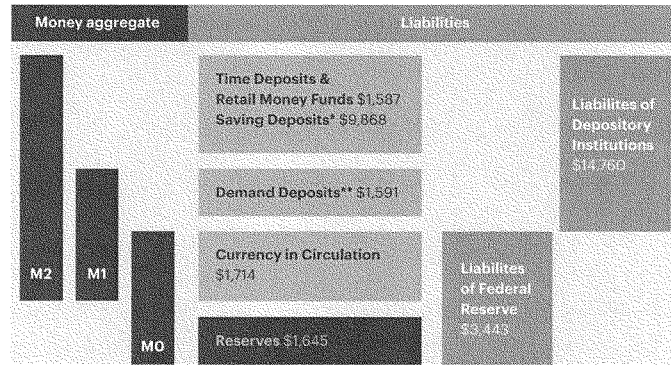 Money aggregate
Liabilities
Time Deposits &
Retail Money Funds $1,587
Saving Deposits* $9,868
Demand Deposits** $1,591
Currency in Circulation
$1,714
Reserves $1,645
M2
M1
M0
Liabilites
of Federal
Reserve
$3,443
Liabilites of
Depository
Institutions
$14,760